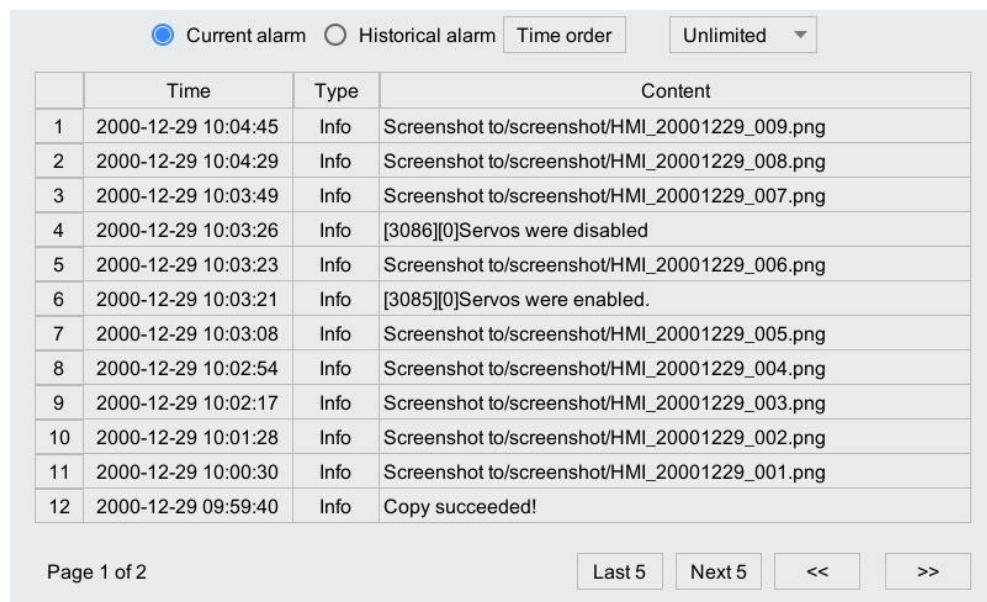 Current alarm Historical alarm Time order Unlimited
Time Type Content
1 2000-12-29 10:04:45 Info Screenshot to/screenshot/HMI_20001229_009.png
2 2000-12-29 10:04:29 Info Screenshot to/screenshot/HMI_20001229_008.png
3 2000-12-29 10:03:49 Info Screenshot to/screenshot/HMI_20001229_007.png
4 2000-12-29 10:03:26 Info [3086][0]Servos were disabled
5 2000-12-29 10:03:23 Info Screenshot to/screenshot/HMI_20001229_006.png
6 2000-12-29 10:03:21 Info [3085][0]Servos were enabled.
7 2000-12-29 10:03:08 Info Screenshot to/screenshot/HMI_20001229_005.png
8 2000-12-29 10:02:54 Info Screenshot to/screenshot/HMI_20001229_004.png
9 2000-12-29 10:02:17 Info Screenshot to/screenshot/HMI_20001229_003.png
10 2000-12-29 10:01:28 Info Screenshot to/screenshot/HMI_20001229_002.png
11 2000-12-29 10:00:30 Info Screenshot to/screenshot/HMI_20001229_001.png
12 2000-12-29 09:59:40 Info Copy succeeded!
Page 1 of 2 Last 5 Next 5 << >>